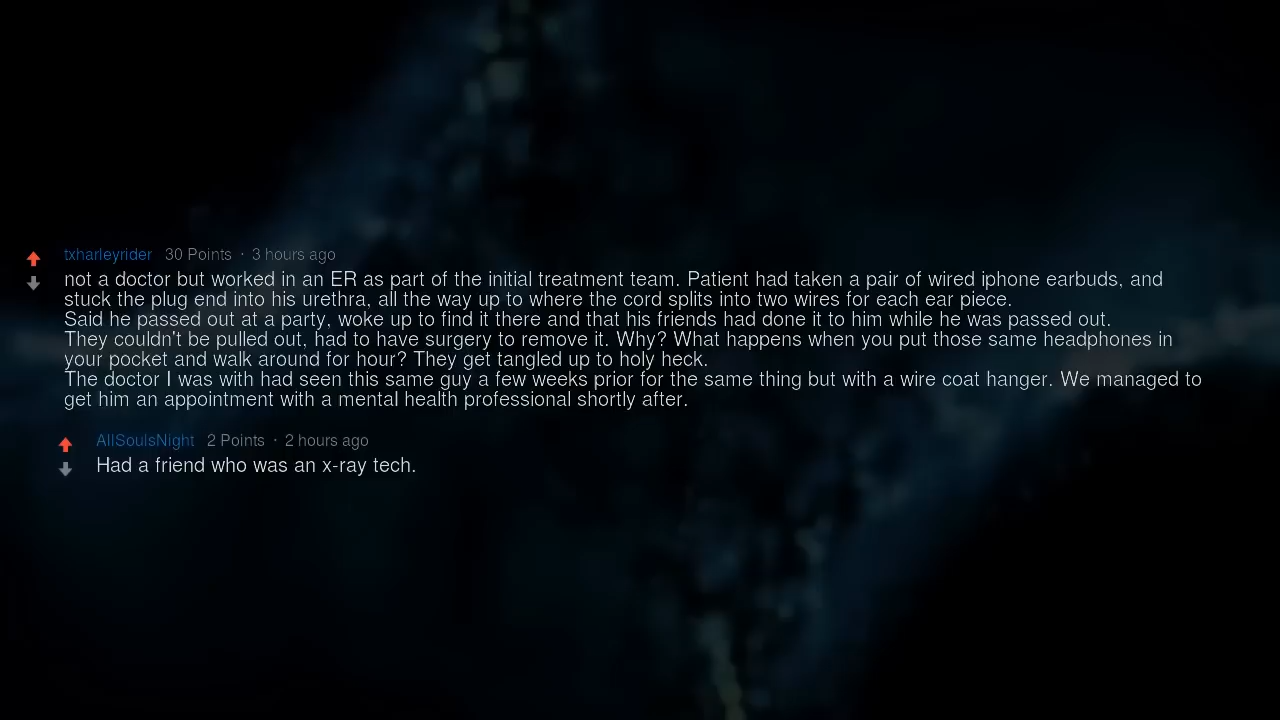 txharleyrider 30 Points · 3 hours ago
not a doctor but worked in an ER as part of the initial treatment team. Patient had taken a pair of wired iphone earbuds, and
stuck the plug end into his urethra, all the way up to where the cord splits into two wires for each ear piece.
Said he passed out at a party, woke up to find it there and that his friends had done it to him while he was passed out.
They couldn't be pulled out, had to have surgery to remove it. Why? What happens when you put those same headphones in
your pocket and walk around for hour? They get tangled up to holy heck.
The doctor I was with had seen this same guy a few weeks prior for the same thing but with a wire coat hanger. We managed to
get him an appointment with a mental health professional shortly after.
AllSoulsNight 2 Points · 2 hours ago
Had a friend who was an x-ray tech.